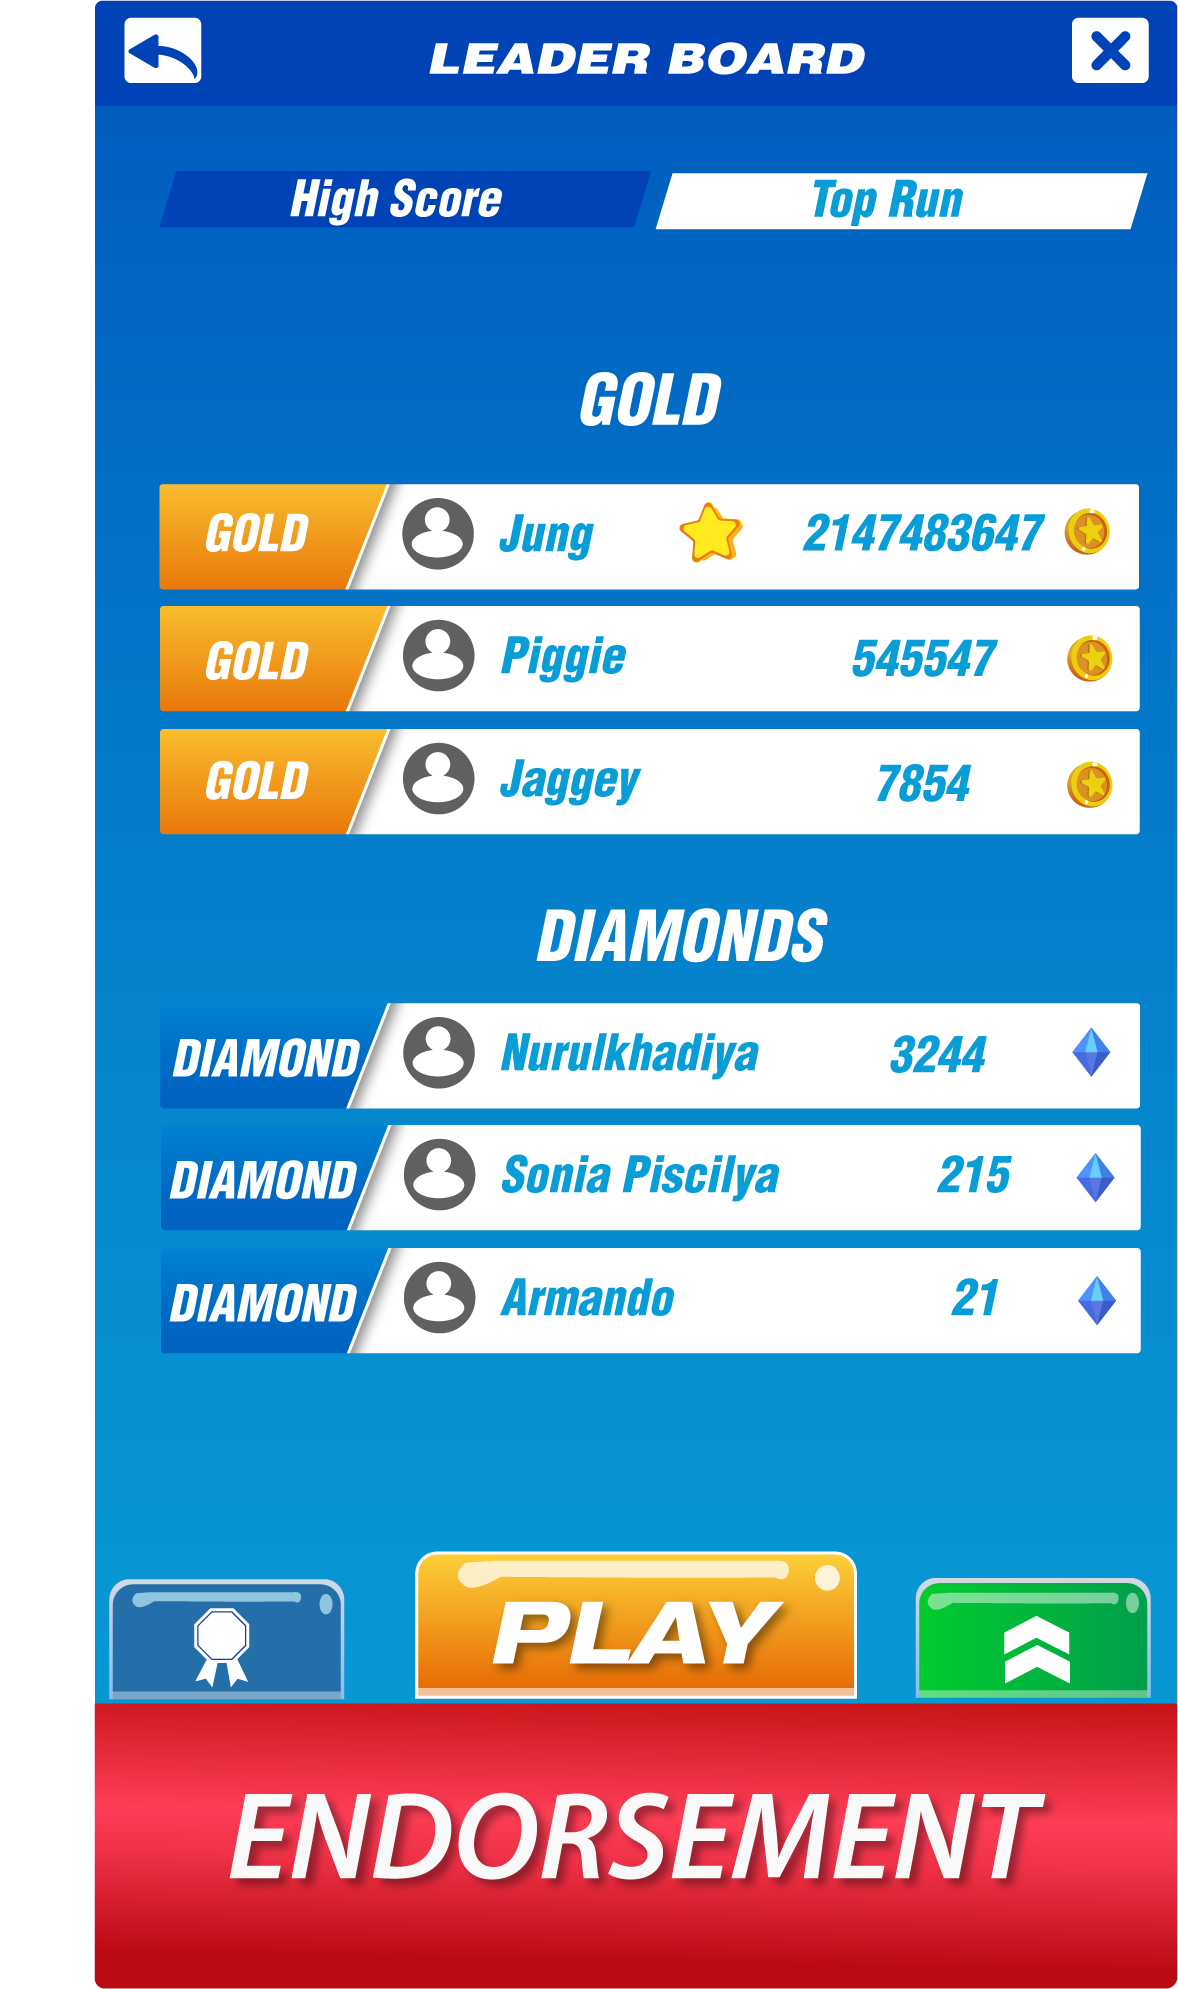 LEADER BOARD
High Score Top Run
GOLD
GOLD Jung 2147483647
GOLD Piggie 545547
GOLD Jaggey 7854
DIAMONDS
DIAMOND Nurulkhadiya 3244
DIAMOND Sonia Piscilya 215
DIAMOND Armando 21
PLAY
ENDORSEMENT